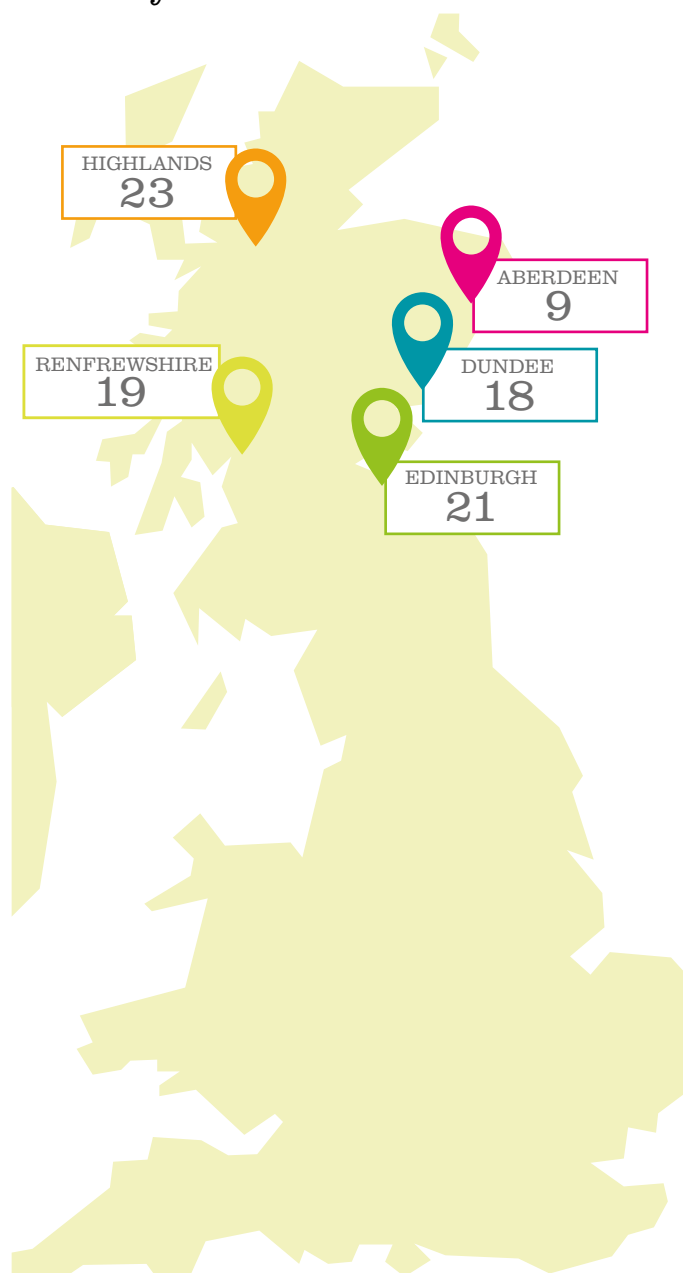 HIGHLANDS
23
ABERDEEN
9
RENFREWSHIRE
19
DUNDEE
18
EDINBURGH
21